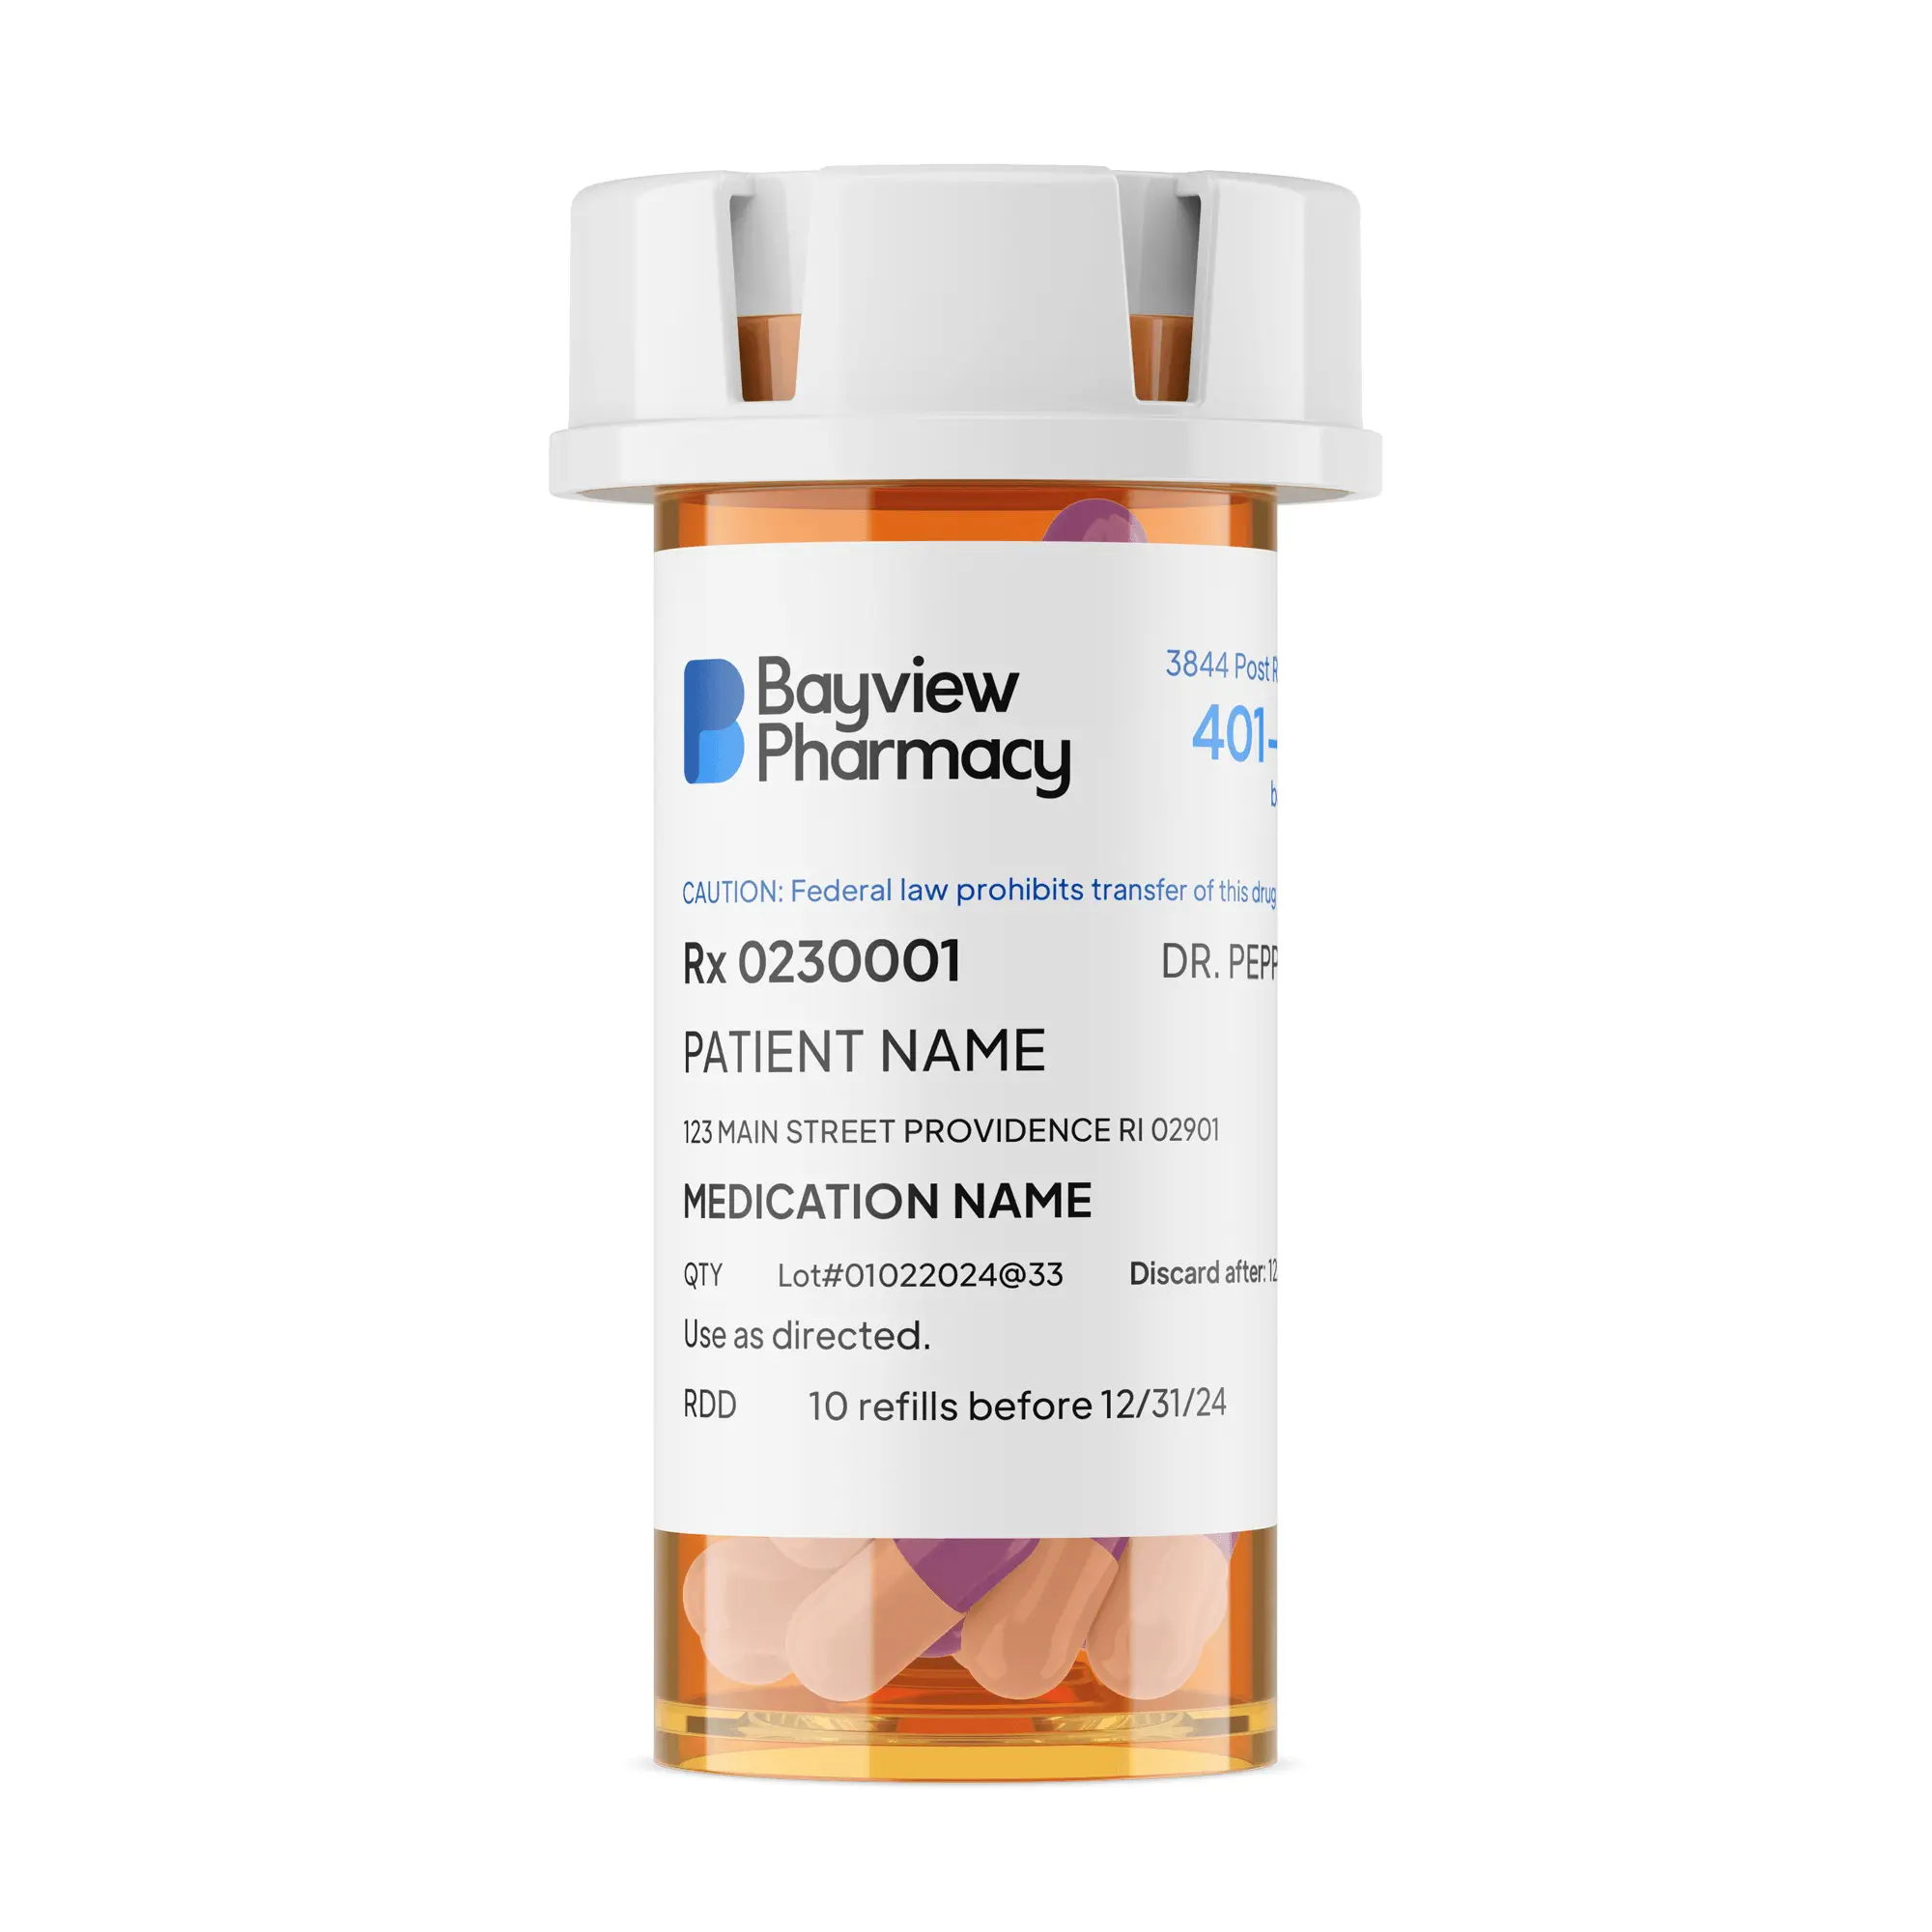 Bayview
Pharmacy
3844 Post
401-
CAUTION: Federal law prohibits transfer of this drug
Rx 0230001
DR. PEPP
PATIENT NAME
123 MAIN STREET PROVIDENCE RI 02901
MEDICATION NAME
QTY Lot#01022024@33 Discard after: 12
Use as directed.
RDD 10 refills before 12/31/24